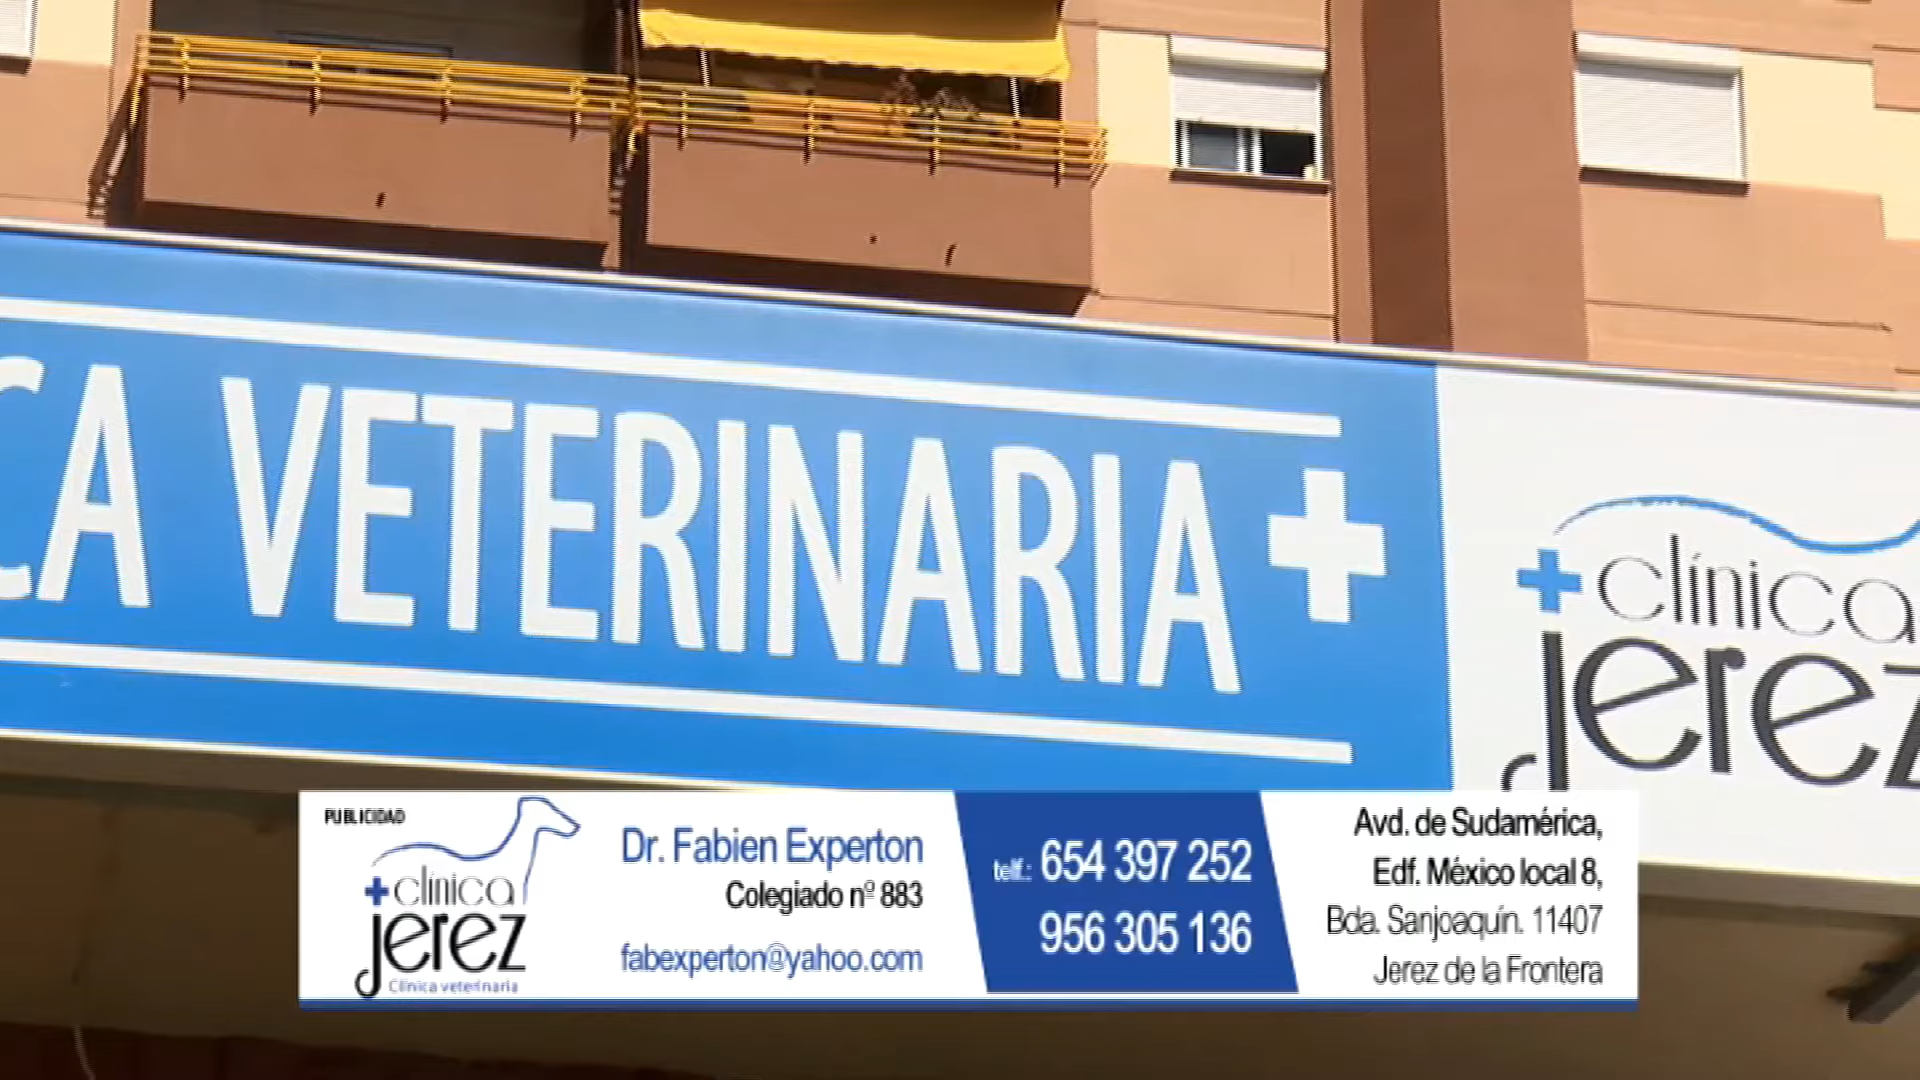 CA VETERINARIA
clínica
jerez
PUBLICIDAD
clínica
jerez
Clínica veterinaria
Dr. Fabien Experton
Colegiado nº 883
fabexperton@yahoo.com
telf.: 654 397 252
956 305 136
Avd. de Sudamérica,
Edf. México local 8,
Bda. Sanjoaquín. 11407
Jerez de la Frontera